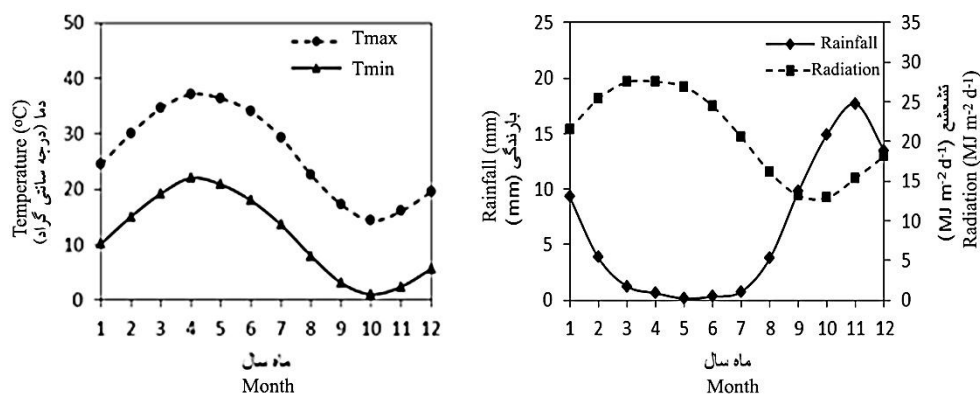 50
40
30
20
10
0
Temperature (ºC)
دما (درجه سانتی گراد)
Tmax
Tmin
1 2 3 4 5 6 7 8 9 10 11 12
ماه سال
Month
25
20
15
10
5
0
Rainfall (mm)
بارندگی (mm)
Rainfall
Radiation
35
30
25
20
15
10
5
0
تشعشع (MJ m-2 d-1)
Radiation (MJ m-2 d-1)
1 2 3 4 5 6 7 8 9 10 11 12
ماه سال
Month